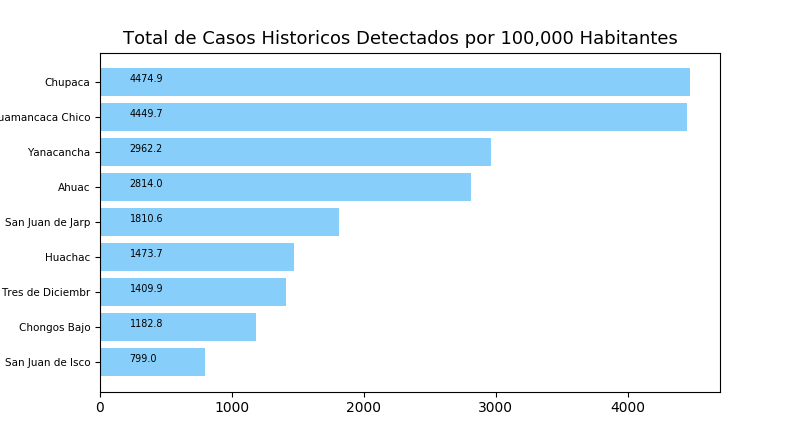 Total de Casos Historicos Detectados por 100,000 Habitantes
Chupaca 4474.9
uamancaca Chico 4449.7
Yanacancha 2962.2
Ahuac 2814.0
San Juan de Jarp 1810.6
Huachac 1473.7
Tres de Diciembr 1409.9
Chongos Bajo 1182.8
San Juan de Isco 799.0
0 1000 2000 3000 4000